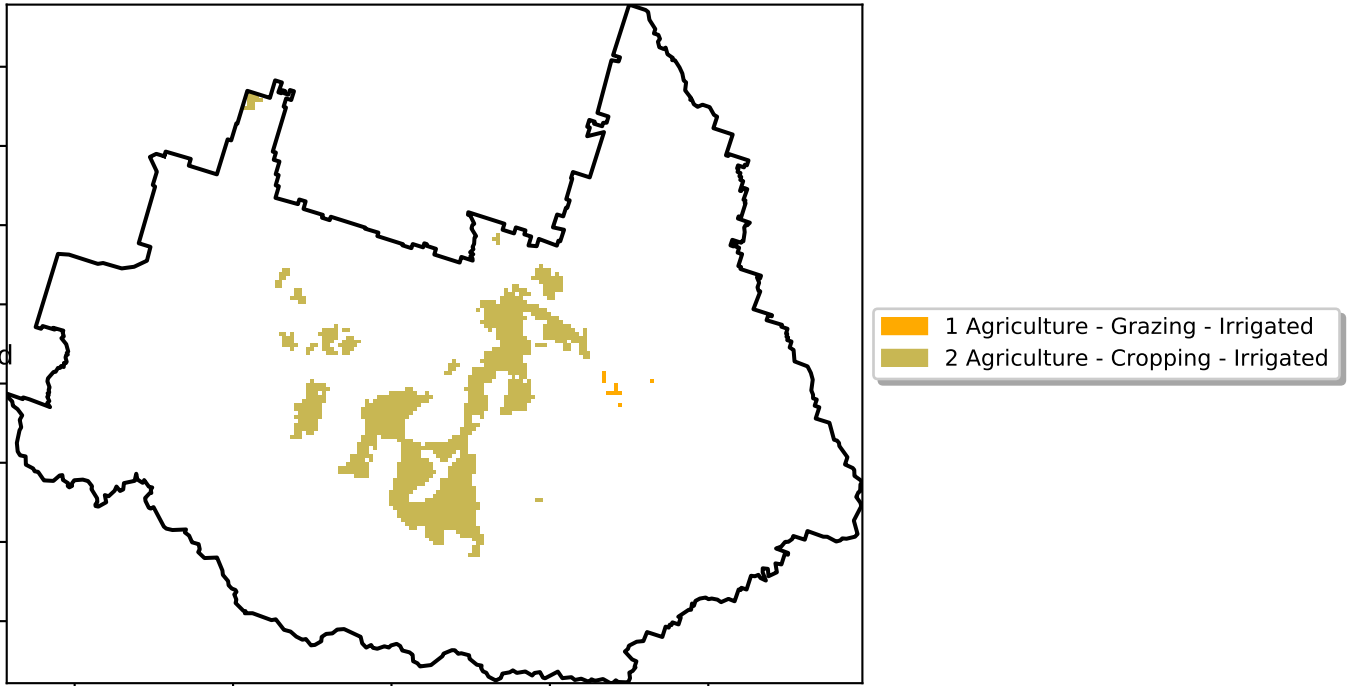 d
1 Agriculture - Grazing - Irrigated
2 Agriculture - Cropping - Irrigated